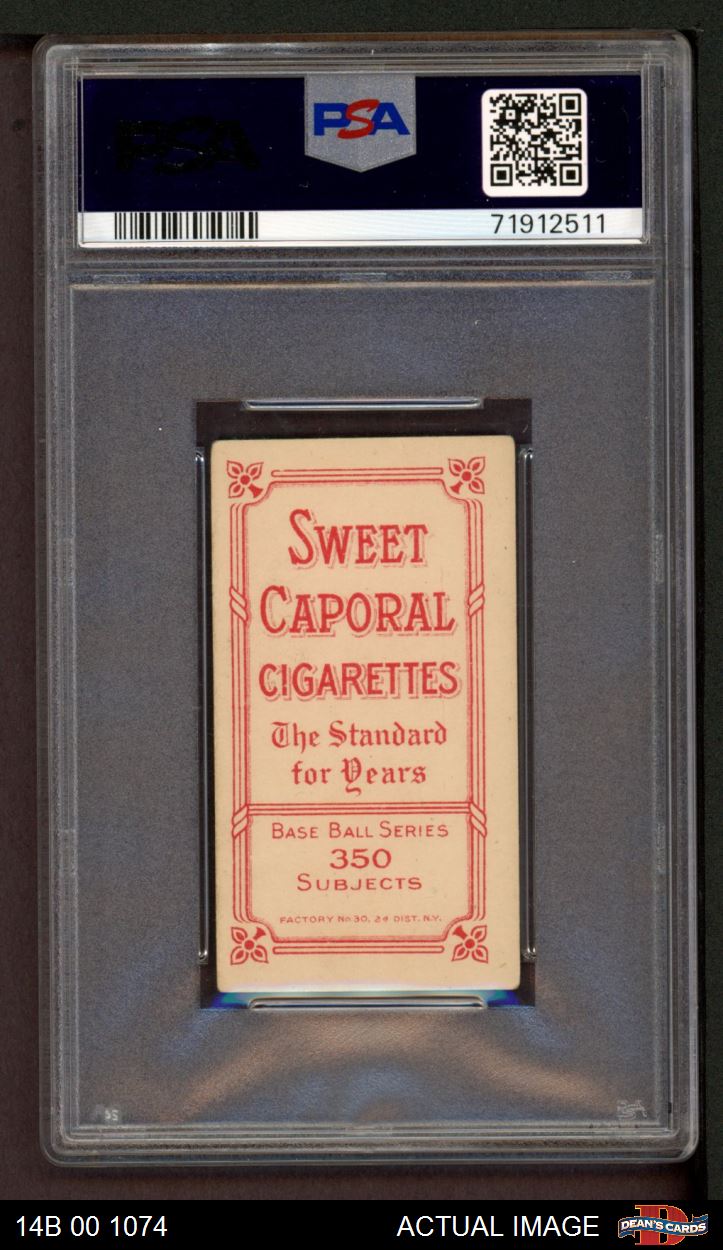 PSA
PSA
71912511
SWEET
CAPORAL
CIGARETTES
The Standard
for Years
BASE BALL SERIES
350
SUBJECTS
FACTORY No 30, 2d DIST. N.Y.
14B 00 1074
ACTUAL IMAGE
D
DEAN'S CARDS